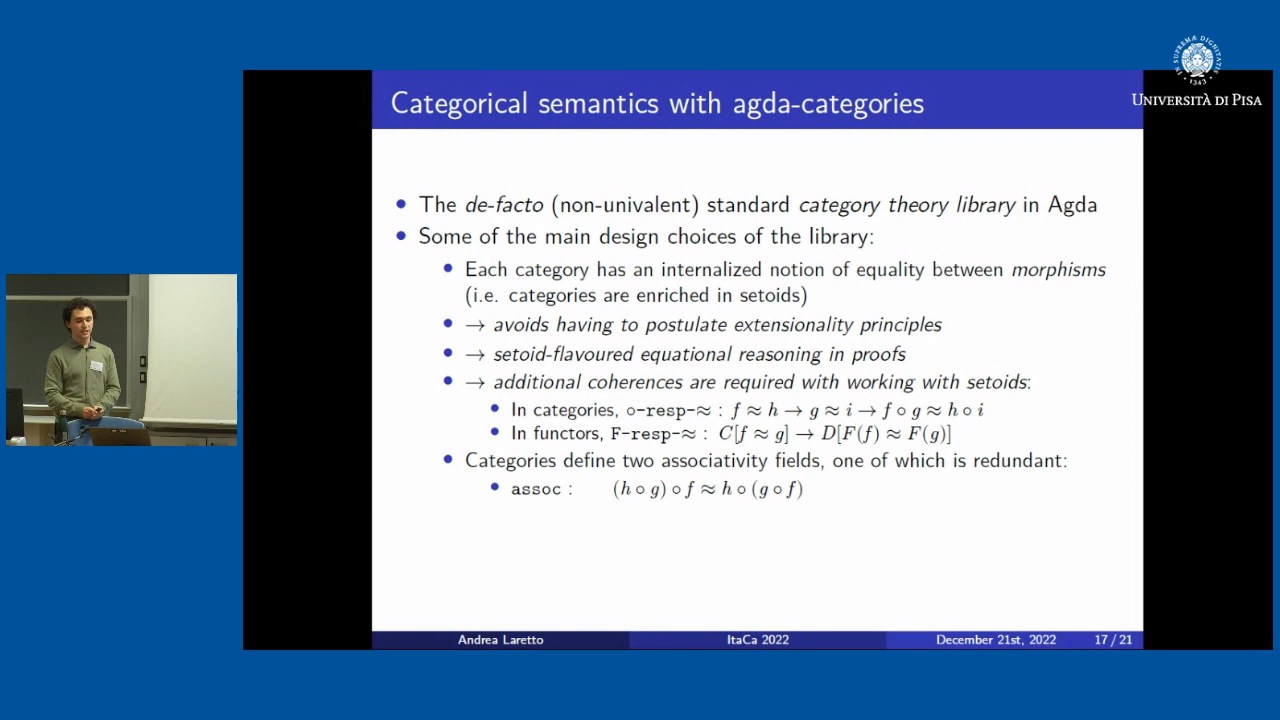 IN SUPREMÆ DIGNITATIS
1343
UNIVERSITÀ DI PISA
Categorical semantics with agda-categories
• The de-facto (non-univalent) standard category theory library in Agda
• Some of the main design choices of the library:
• Each category has an internalized notion of equality between morphisms
(i.e. categories are enriched in setoids)
• → avoids having to postulate extensionality principles
• → setoid-flavoured equational reasoning in proofs
• → additional coherences are required with working with setoids:
• In categories, ∘-resp-≈ : f ≈ h → g ≈ i → f ∘ g ≈ h ∘ i
• In functors, F-resp-≈ : C[f ≈ g] → D[F(f) ≈ F(g)]
• Categories define two associativity fields, one of which is redundant:
• assoc : (h ∘ g) ∘ f ≈ h ∘ (g ∘ f)
Andrea Laretto ItaCa 2022 December 21st, 2022 17 / 21